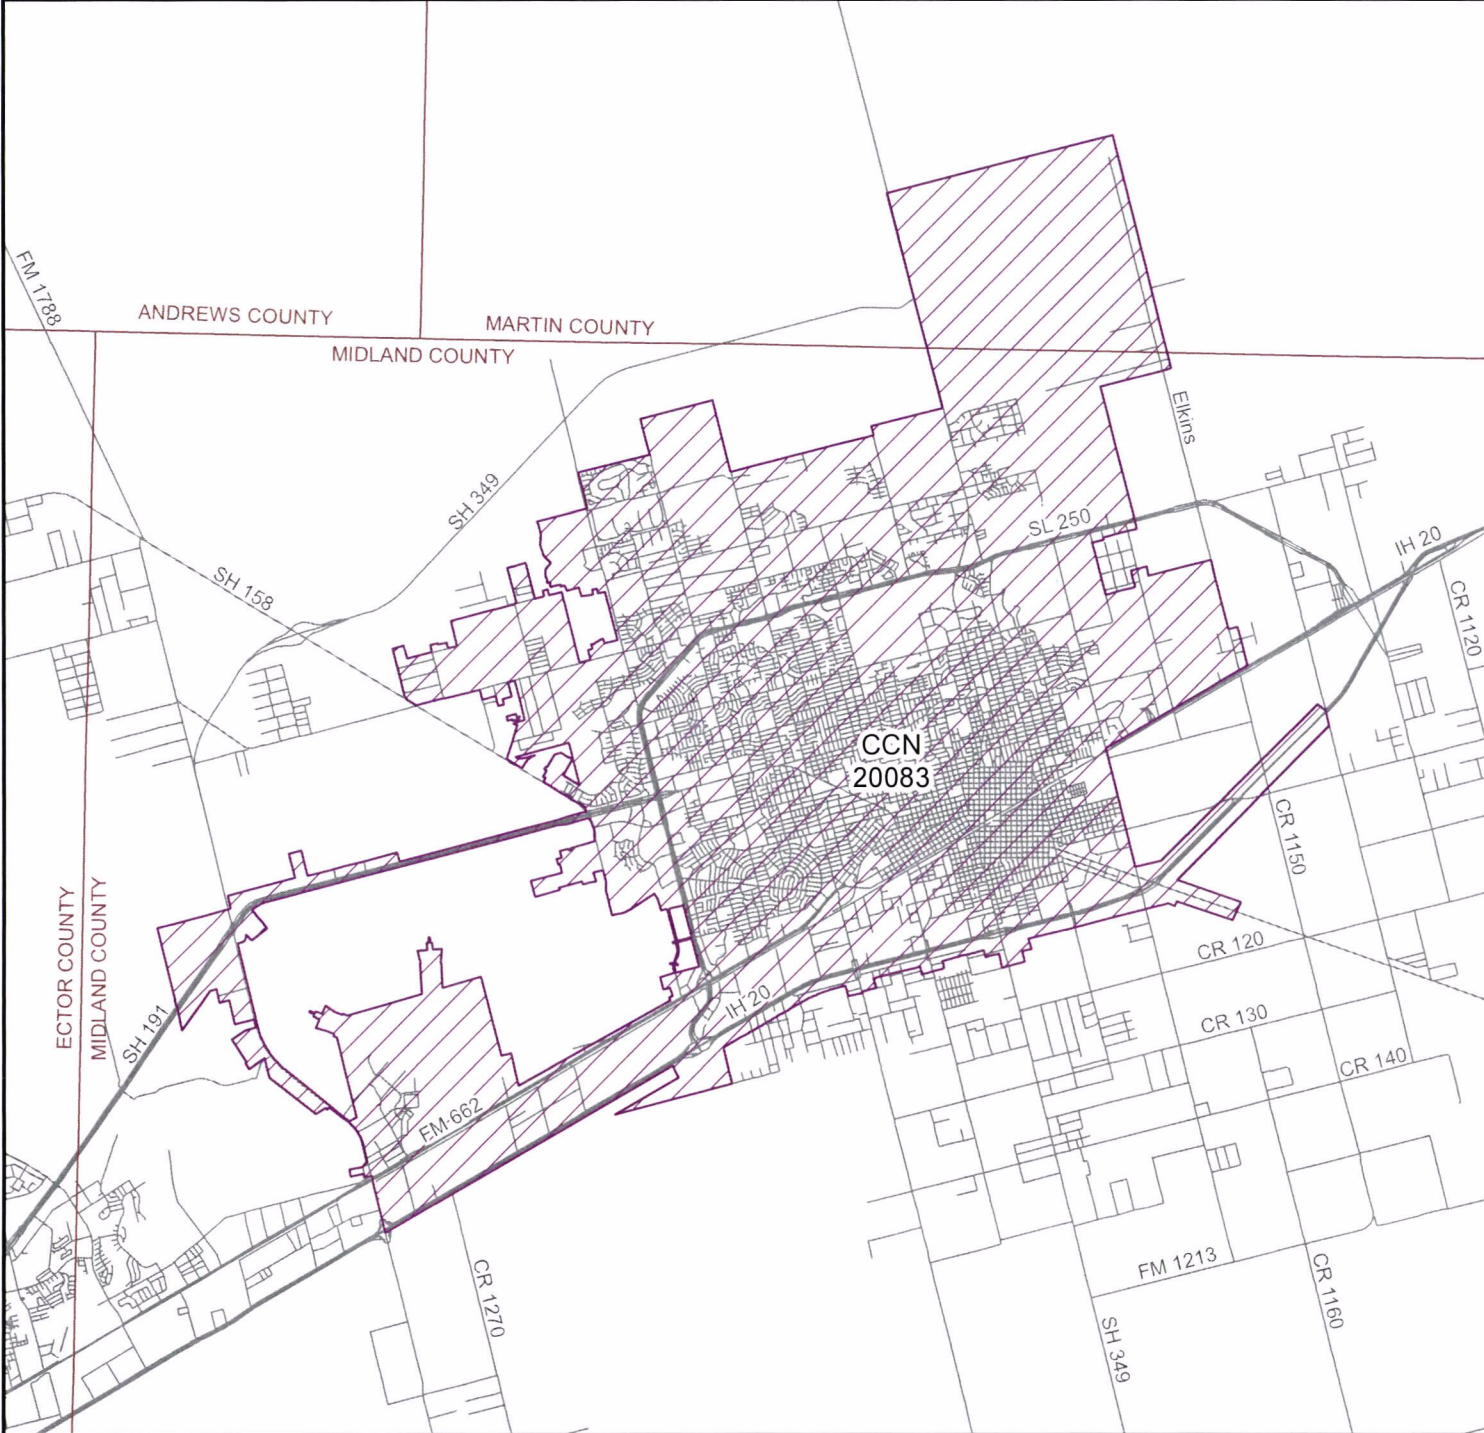 FM 1788
ANDREWS COUNTY
MARTIN COUNTY
MIDLAND COUNTY
Elkins
SH 349
SL 250
IH 20
SH 158
CR 1120
CCN
20083
CR 1150
ECTOR COUNTY
MIDLAND COUNTY
CR 120
SH 191
IH 20
CR 130
CR 140
FM 662
FM 1213
CR 1270
CR 1160
SH 349